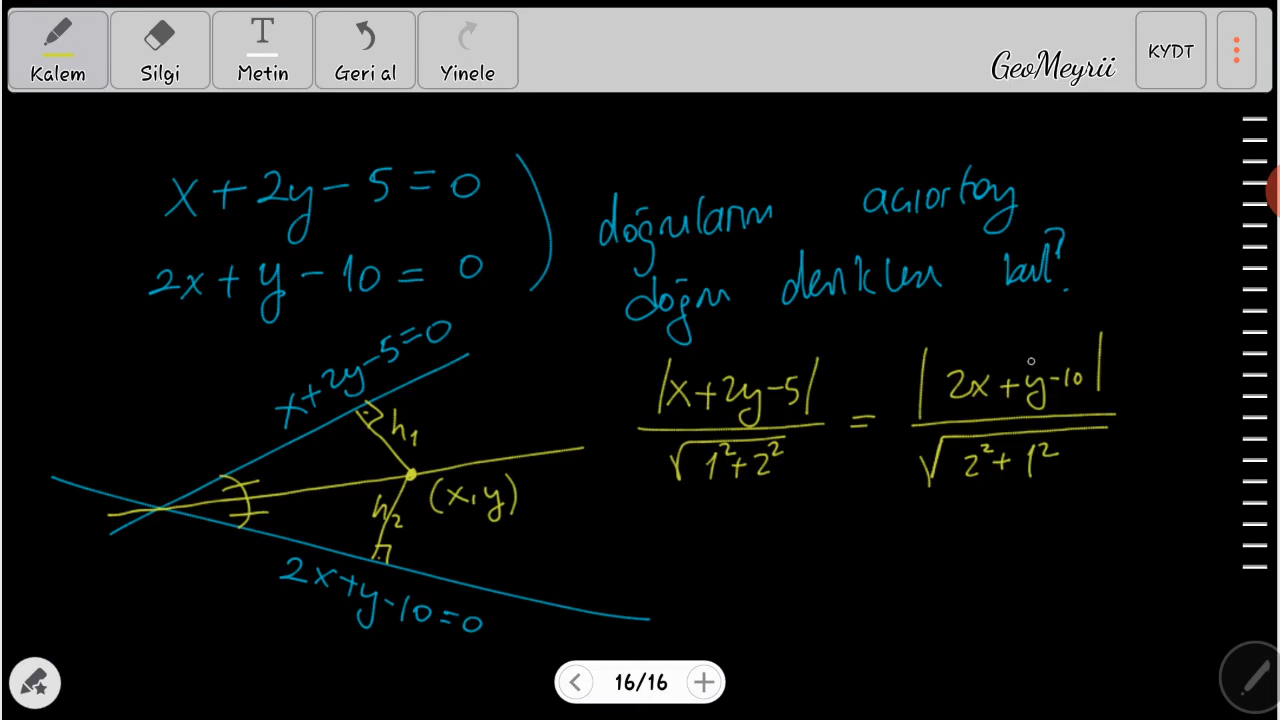 Kalem
Silgi
T
Metin
Geri al
Yinele
GeoMeyrii
KYDT
x + 2y - 5 = 0
2x + y - 10 = 0
doğruların açıortay
doğru denklem bul?
x + 2y - 5 = 0
h₁
(x, y)
h₂
2x + y - 10 = 0
|x + 2y - 5| / √(1² + 2²) = |2x + y - 10| / √(2² + 1²)
16/16